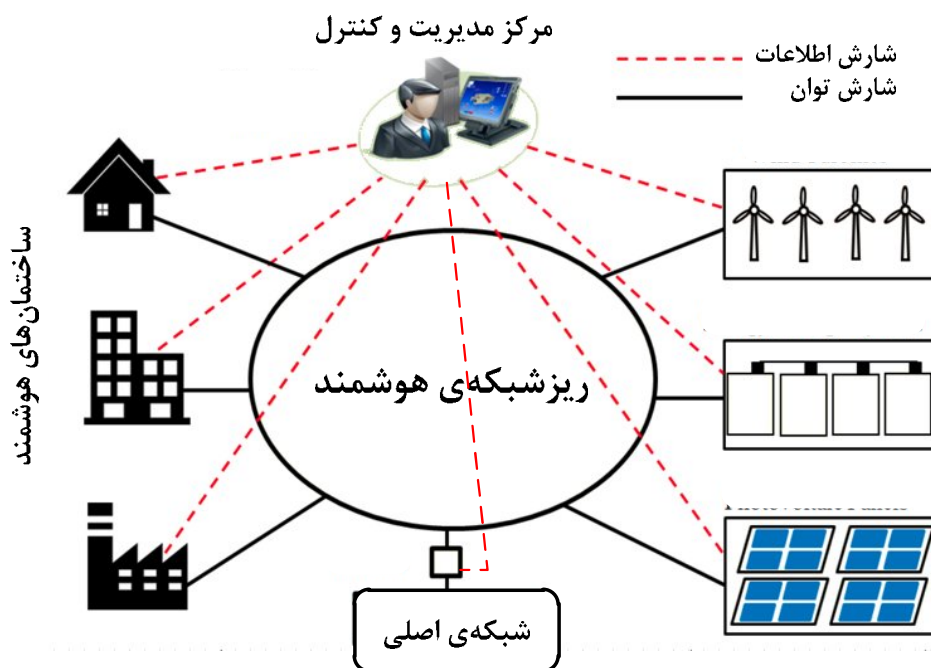 مرکز مدیریت و کنترل
شارش اطلاعات
شارش توان
ساختمان‌های هوشمند
ریزشبکه‌ی هوشمند
شبکه‌ی اصلی